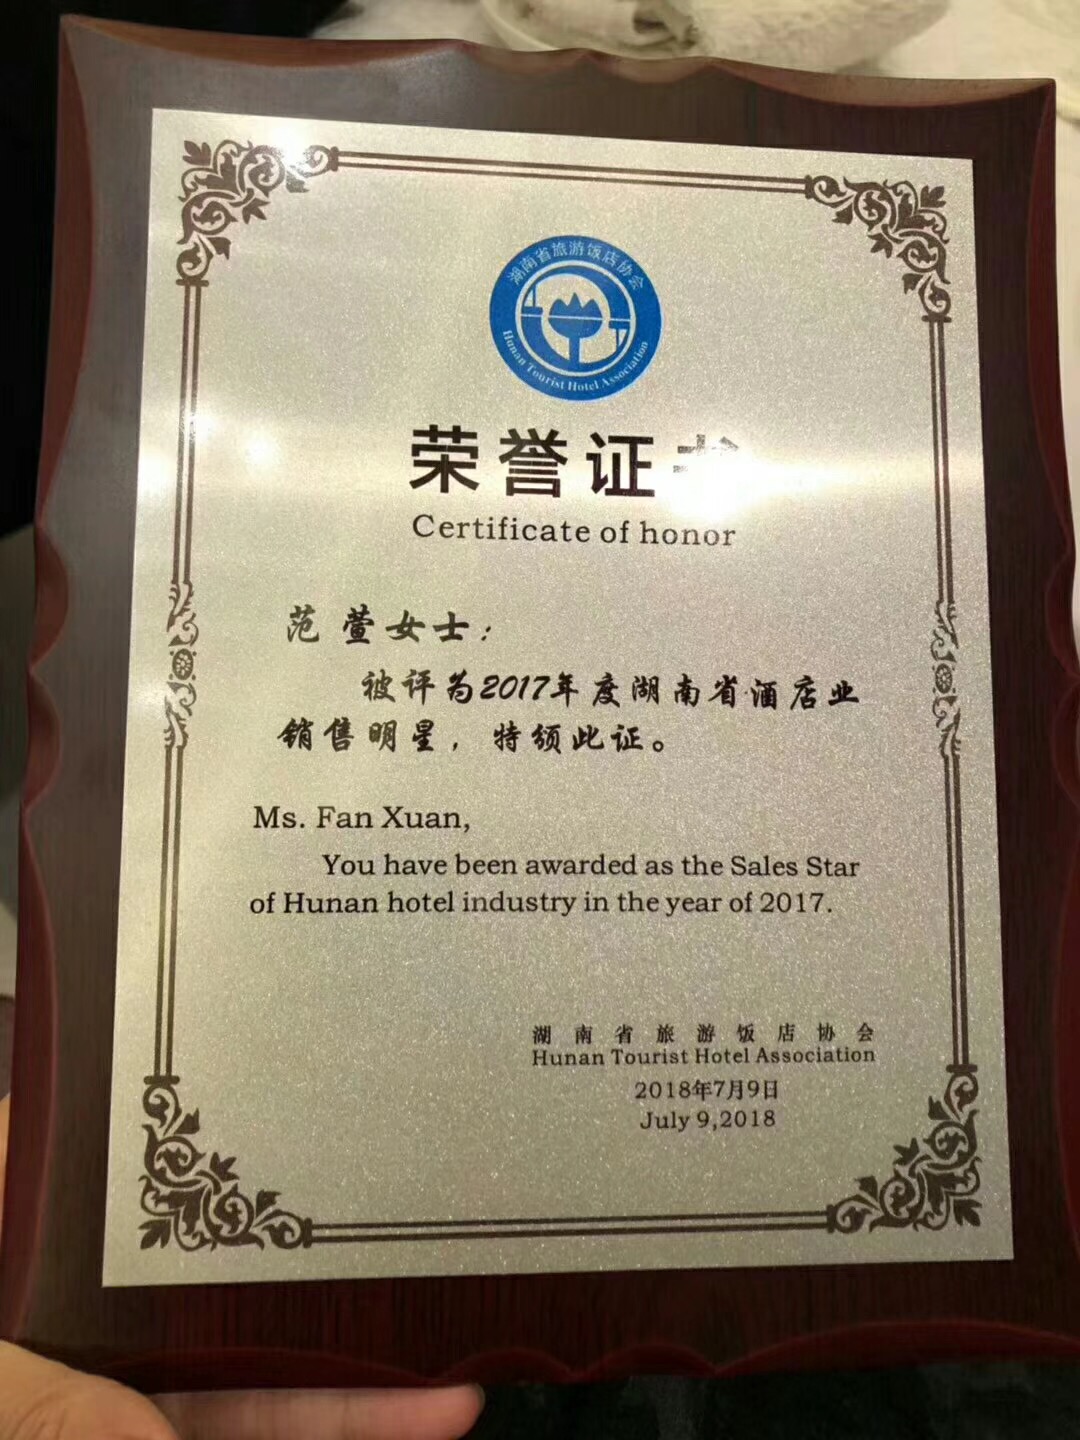 湖南省旅游饭店协会
Hunan Tourist Hotel Association
荣誉证书
Certificate of honor
范萱女士：
被评为2017年度湖南省酒店业
销售明星，特颁此证。
Ms. Fan Xuan,
You have been awarded as the Sales Star
of Hunan hotel industry in the year of 2017.
湖南省旅游饭店协会
Hunan Tourist Hotel Association
2018年7月9日
July 9,2018